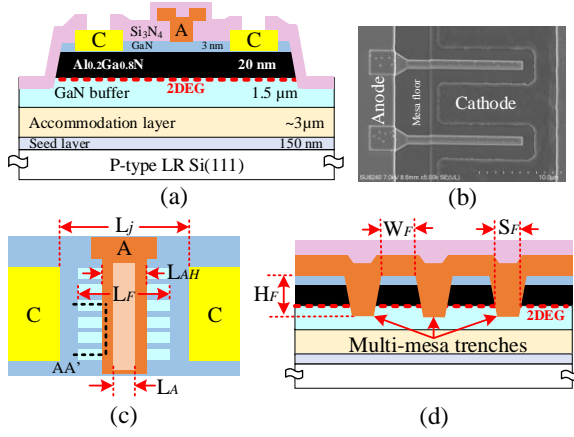 Si₃N₄
C
A
C
GaN
3 nm
Al₀.₂Ga₀.₈N
20 nm
2DEG
GaN buffer
1.5 µm
Accommodation layer
~3µm
Seed layer
150 nm
P-type LR Si(111)
(a)
Anode
Mesa floor
Cathode
10.0µm
(b)
Lj
A
LAH
LF
C
C
AA'
LA
(c)
WF
SF
HF
2DEG
Multi-mesa trenches
(d)